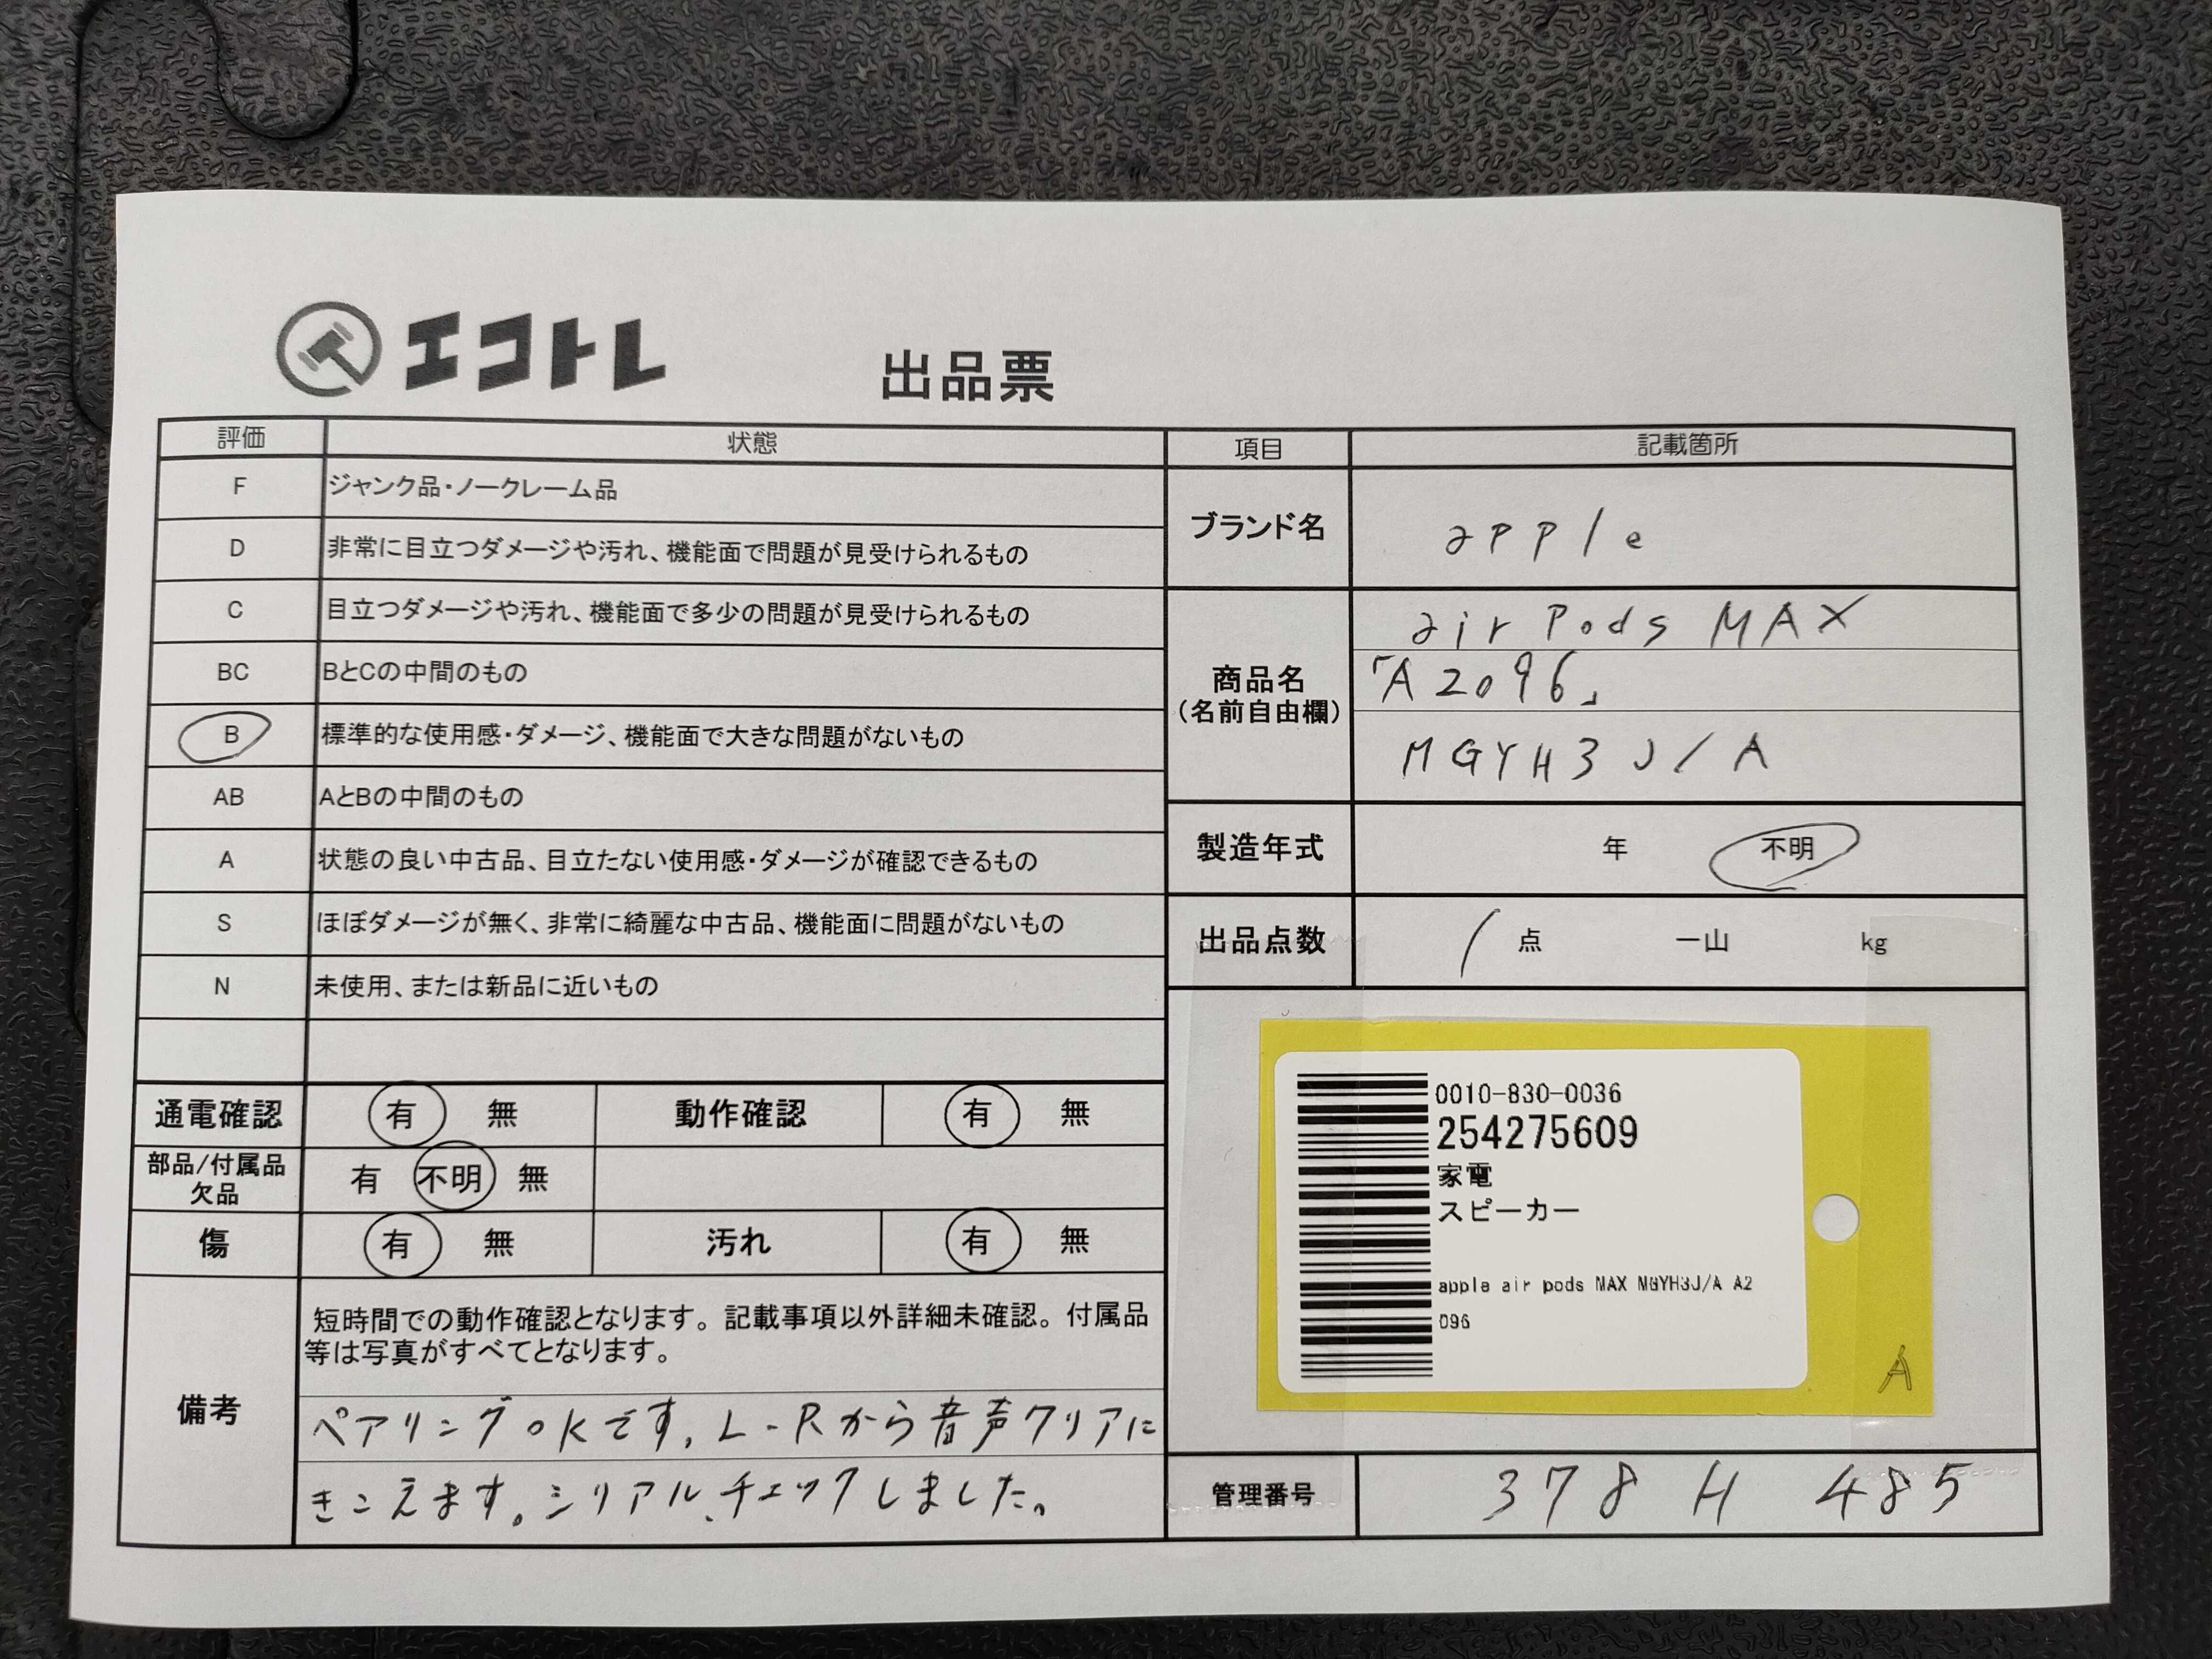 エコトレ
出品票
評価 状態
F ジャンク品・ノークレーム品
D 非常に目立つダメージや汚れ、機能面で問題が見受けられるもの
C 目立つダメージや汚れ、機能面で多少の問題が見受けられるもの
BC BとCの中間のもの
B 標準的な使用感・ダメージ、機能面で大きな問題がないもの
AB AとBの中間のもの
A 状態の良い中古品、目立たない使用感・ダメージが確認できるもの
S ほぼダメージが無く、非常に綺麗な中古品、機能面に問題がないもの
N 未使用、または新品に近いもの
通電確認 有 無 動作確認 有 無
部品/付属品
欠品 有 不明 無
傷 有 無 汚れ 有 無
備考
短時間での動作確認となります。記載事項以外詳細未確認。付属品
等は写真がすべてとなります。
ペアリングOKです。L-Rから音声クリアに
きこえます。シリアル、チェックしました。
項目 記載箇所
ブランド名 apple
商品名
(名前自由欄)
air Pods MAX
「A2096」
MGYH3J/A
製造年式 年 不明
出品点数 1 点 一山 kg
0010-830-0036
254275609
家電
スピーカー
apple air pods MAX MGYH3J/A A2
096
A
管理番号 378 H 485